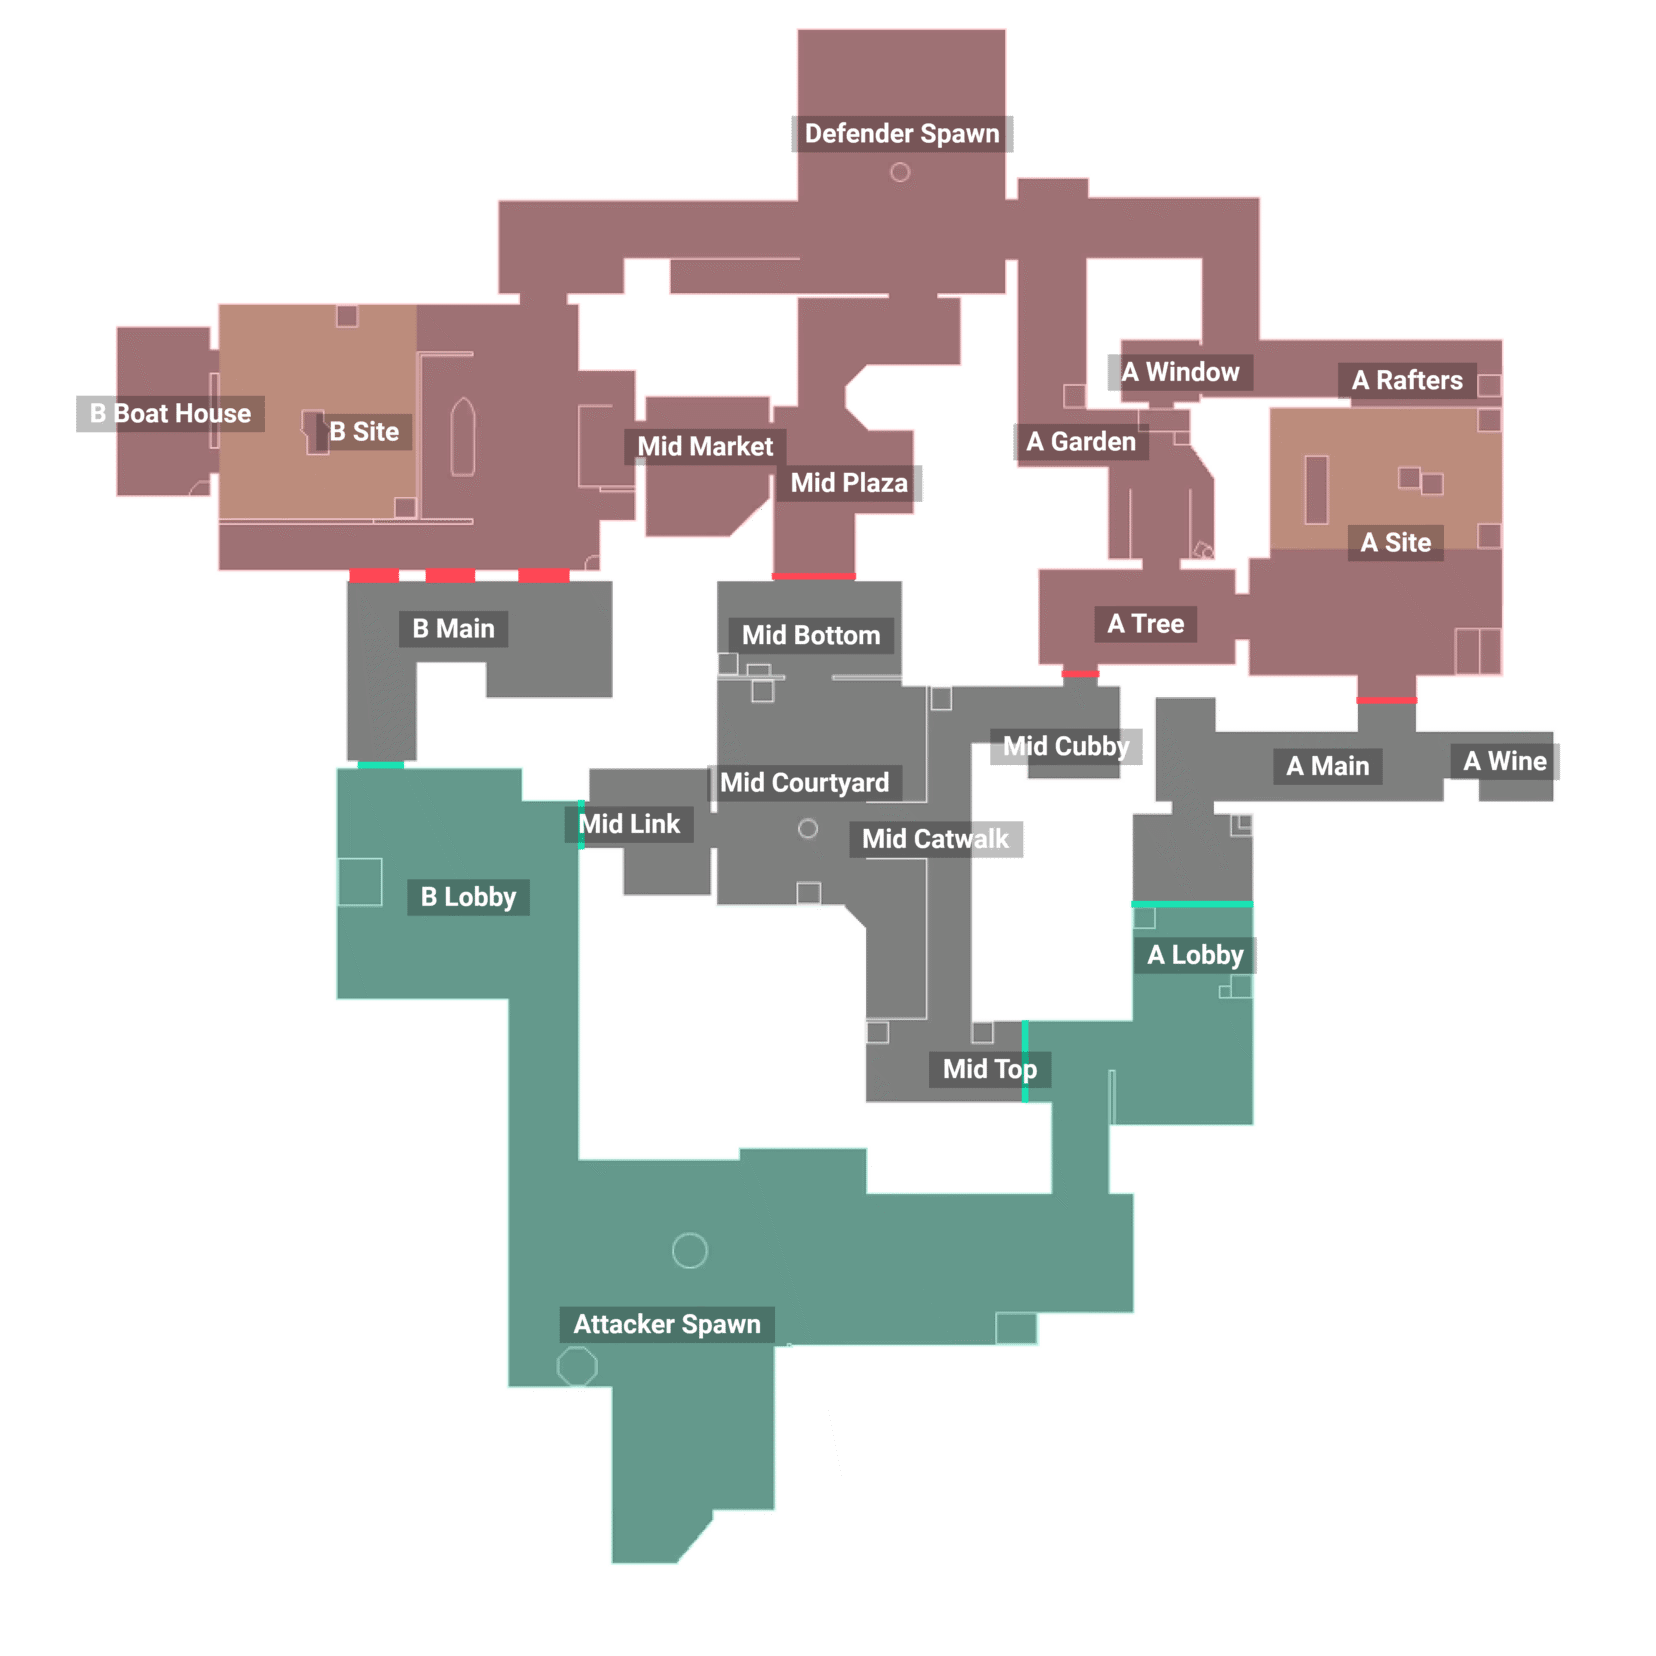 Defender Spawn
A Window
A Rafters
B Boat House
B Site
Mid Market
A Garden
Mid Plaza
A Site
B Main
Mid Bottom
A Tree
Mid Cubby
A Main
A Wine
Mid Courtyard
Mid Link
Mid Catwalk
B Lobby
A Lobby
Mid Top
Attacker Spawn